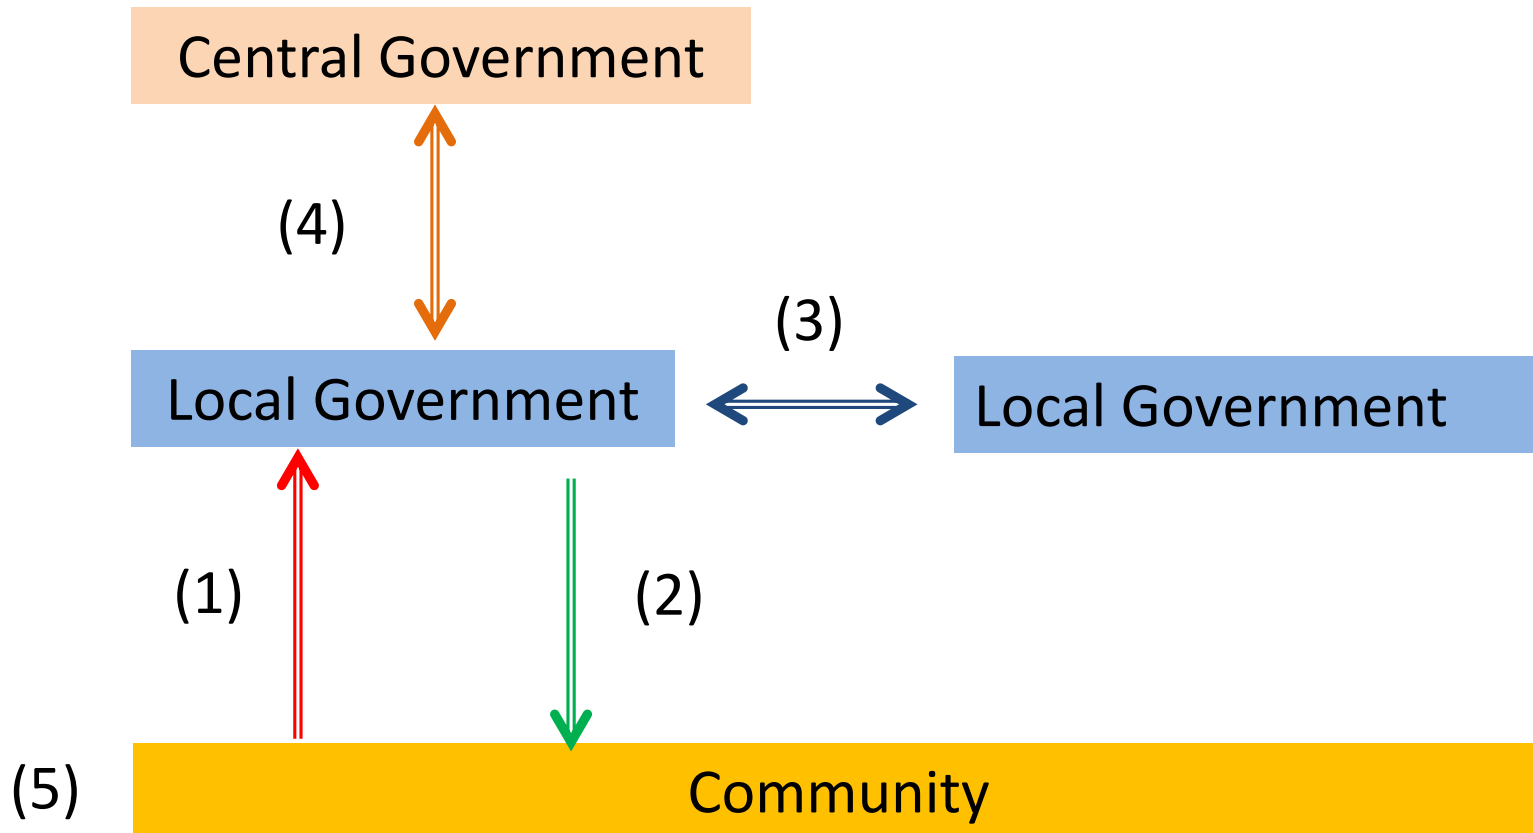 Central Government
(4)
(3)
Local Government
Local Government
(1)
(2)
(5)
Community